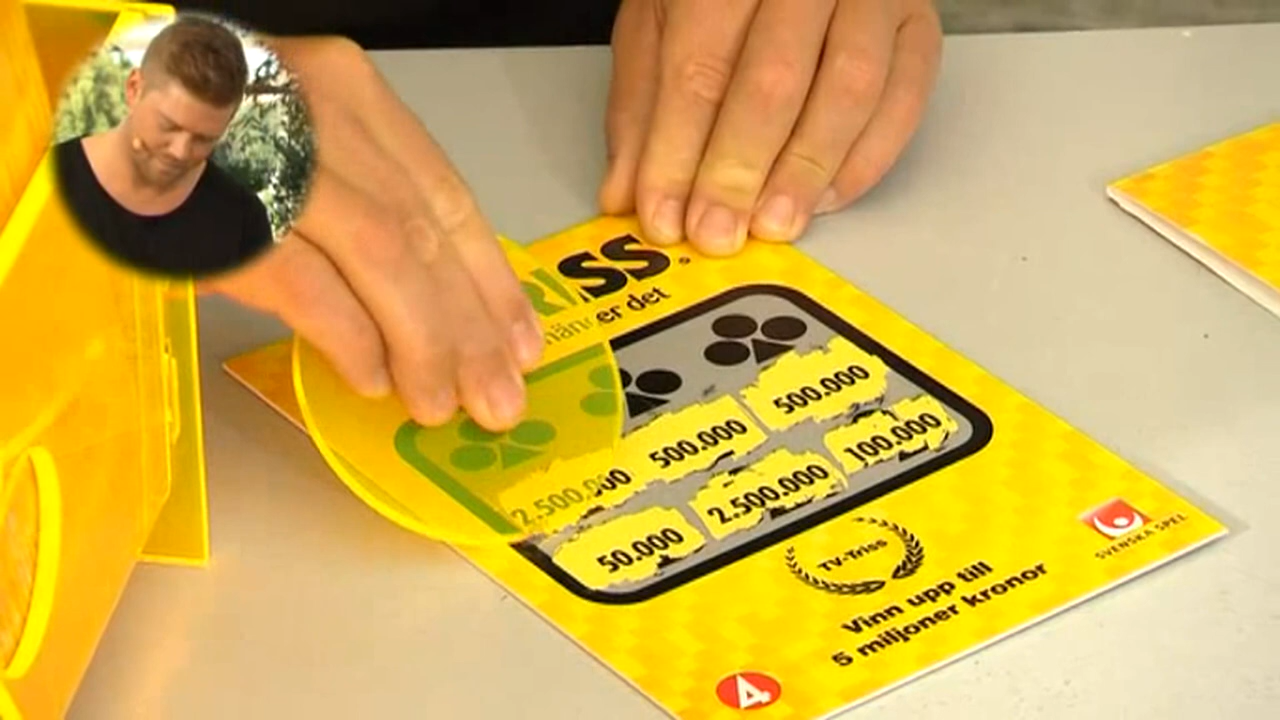 RISS
händer det
500.000
500.000
2.500.000
100.000
2.500.000
50.000
TV-Triss
SVENSKA SPEL
Vinn upp till
5 miljoner kronor
4